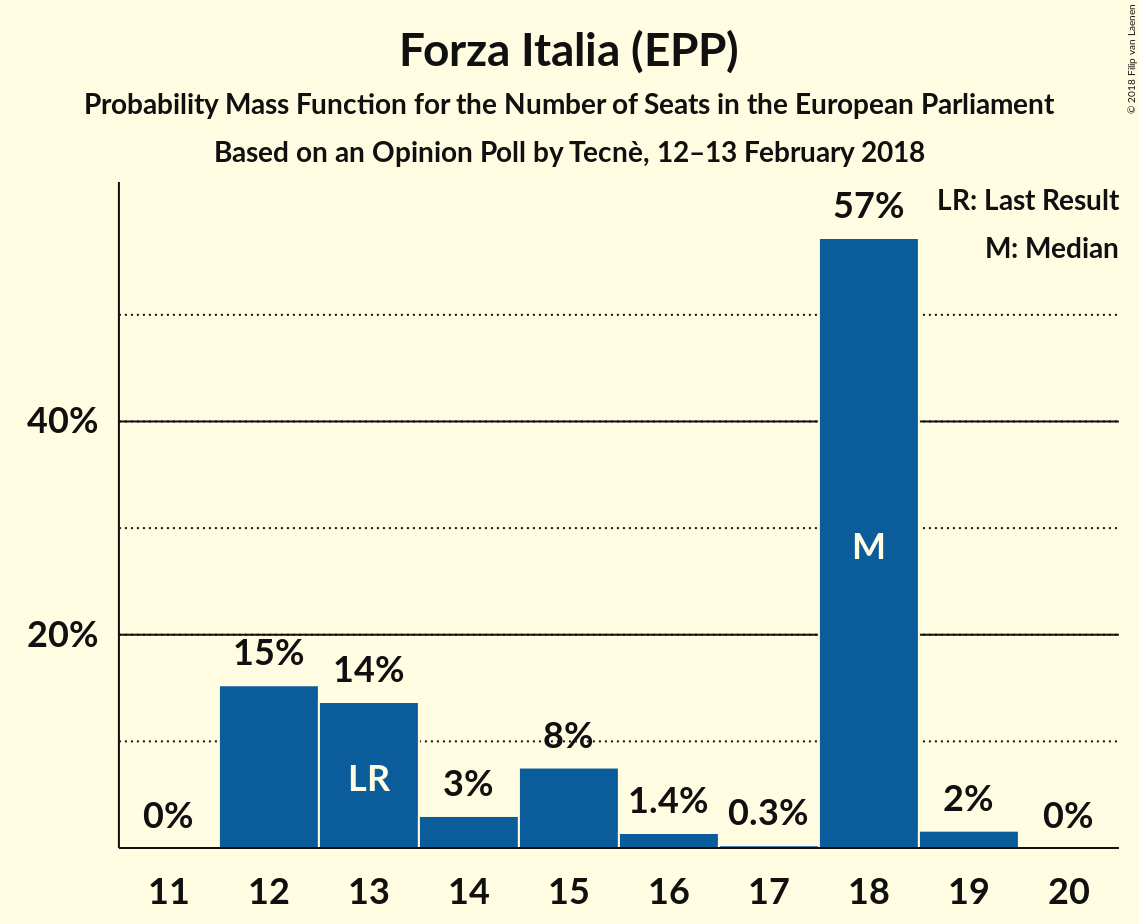 Forza Italia (EPP)
Probability Mass Function for the Number of Seats in the European Parliament
Based on an Opinion Poll by Tecnè, 12–13 February 2018
© 2018 Filip van Laenen
LR: Last Result
M: Median
57%
40%
20%
M
15%
14%
LR
8%
3%
0%
1.4%
0.3%
2%
0%
11 12 13 14 15 16 17 18 19 20